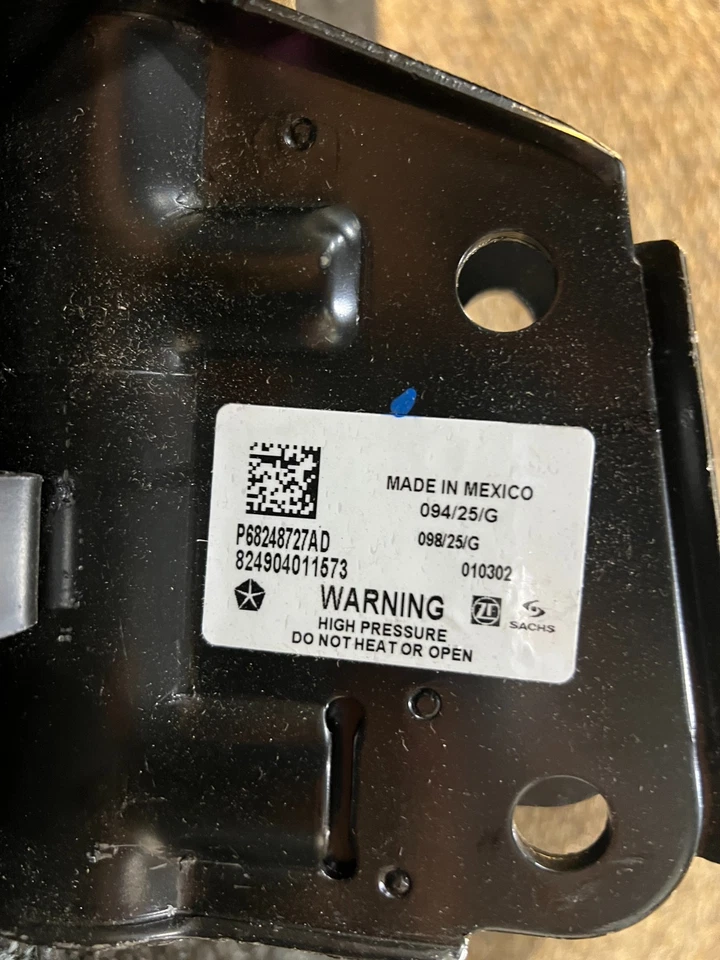 MADE IN MEXICO
094/25/G
P68248727AD
098/25/G
824904011573
010302
WARNING
ZF
SACHS
HIGH PRESSURE
DO NOT HEAT OR OPEN